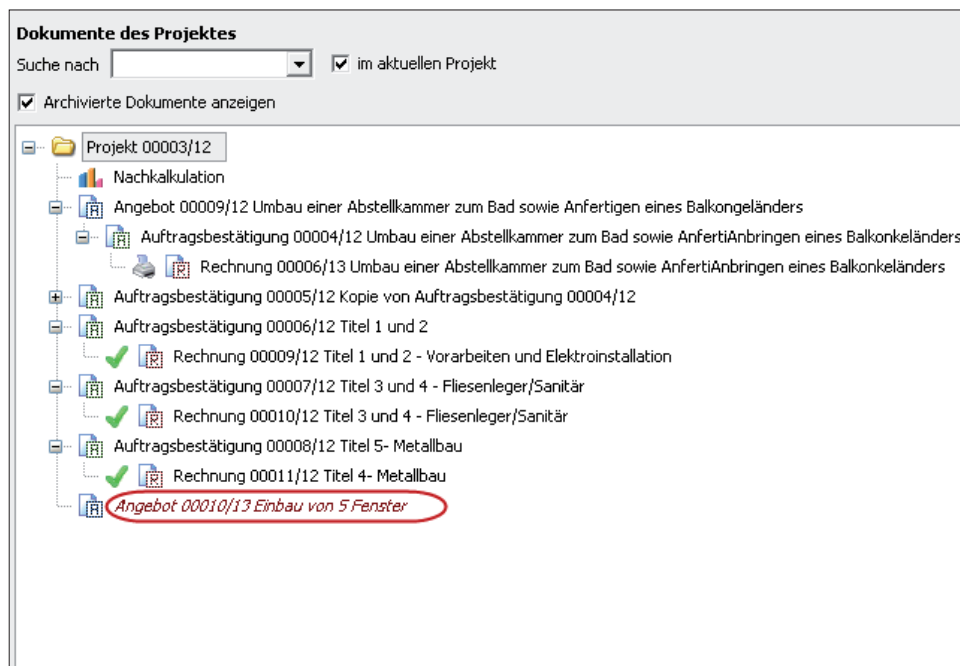 Dokumente des Projektes
Suche nach im aktuellen Projekt
Archivierte Dokumente anzeigen
Projekt 00003/12
Nachkalkulation
Angebot 00009/12 Umbau einer Abstellkammer zum Bad sowie Anfertigen eines Balkongeländers
Auftragsbestätigung 00004/12 Umbau einer Abstellkammer zum Bad sowie AnfertiAnbringen eines Balkonkeländers
Rechnung 00006/13 Umbau einer Abstellkammer zum Bad sowie AnfertiAnbringen eines Balkonkeländers
Auftragsbestätigung 00005/12 Kopie von Auftragsbestätigung 00004/12
Auftragsbestätigung 00006/12 Titel 1 und 2
Rechnung 00009/12 Titel 1 und 2 - Vorarbeiten und Elektroinstallation
Auftragsbestätigung 00007/12 Titel 3 und 4 - Fliesenleger/Sanitär
Rechnung 00010/12 Titel 3 und 4 - Fliesenleger/Sanitär
Auftragsbestätigung 00008/12 Titel 5- Metallbau
Rechnung 00011/12 Titel 4- Metallbau
Angebot 00010/13 Einbau von 5 Fenster